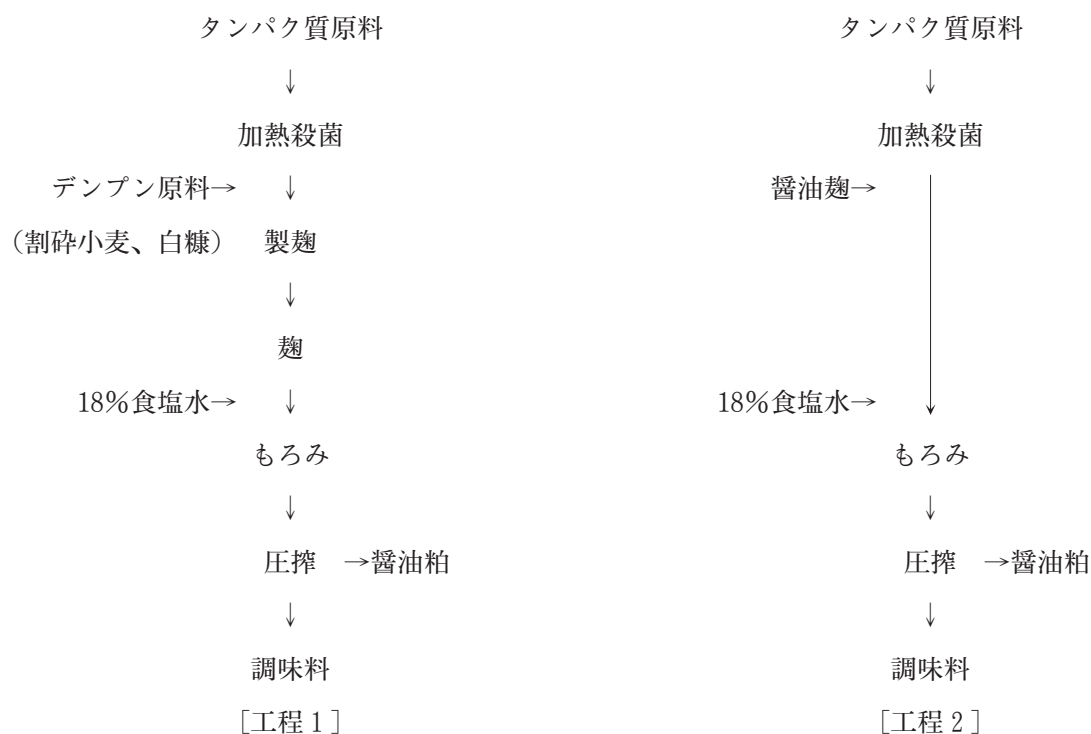 タンパク質原料
↓
加熱殺菌
デンプン原料→ ↓
（割砕小麦、白糠） 製麹
↓
麹
18％食塩水→ ↓
もろみ
↓
圧搾 →醤油粕
↓
調味料
［工程1］
タンパク質原料
↓
加熱殺菌
醤油麹→
18％食塩水→ ↓
もろみ
↓
圧搾 →醤油粕
↓
調味料
［工程2］